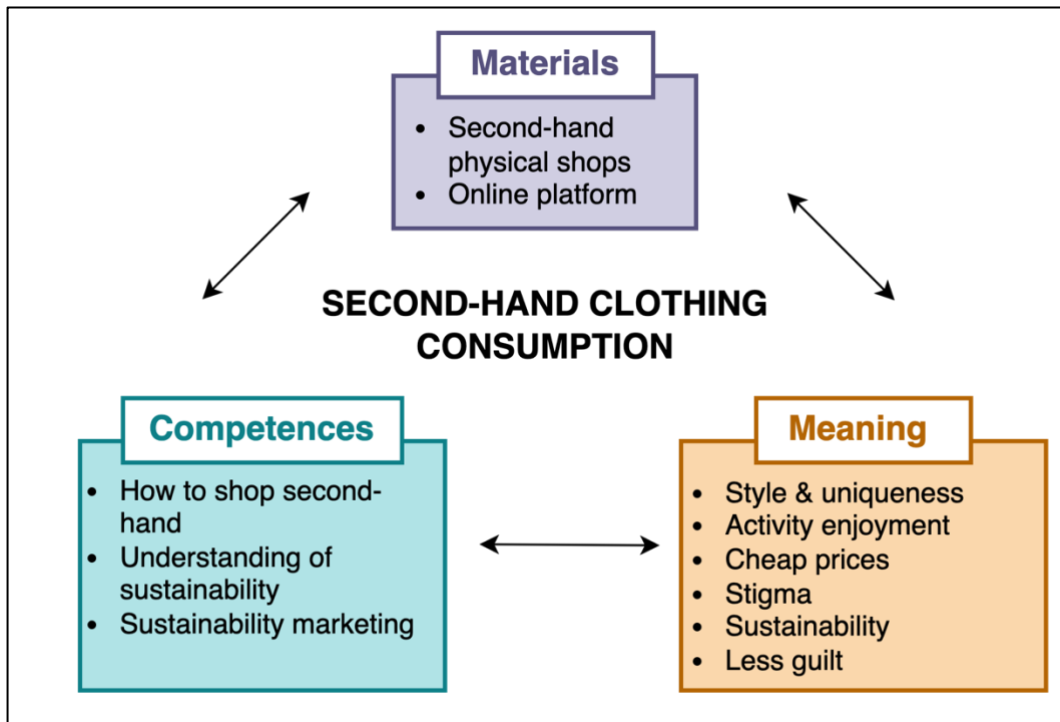 Materials
• Second-hand
physical shops
• Online platform
SECOND-HAND CLOTHING
CONSUMPTION
Competences
• How to shop second-
hand
• Understanding of
sustainability
• Sustainability marketing
Meaning
• Style & uniqueness
• Activity enjoyment
• Cheap prices
• Stigma
• Sustainability
• Less guilt